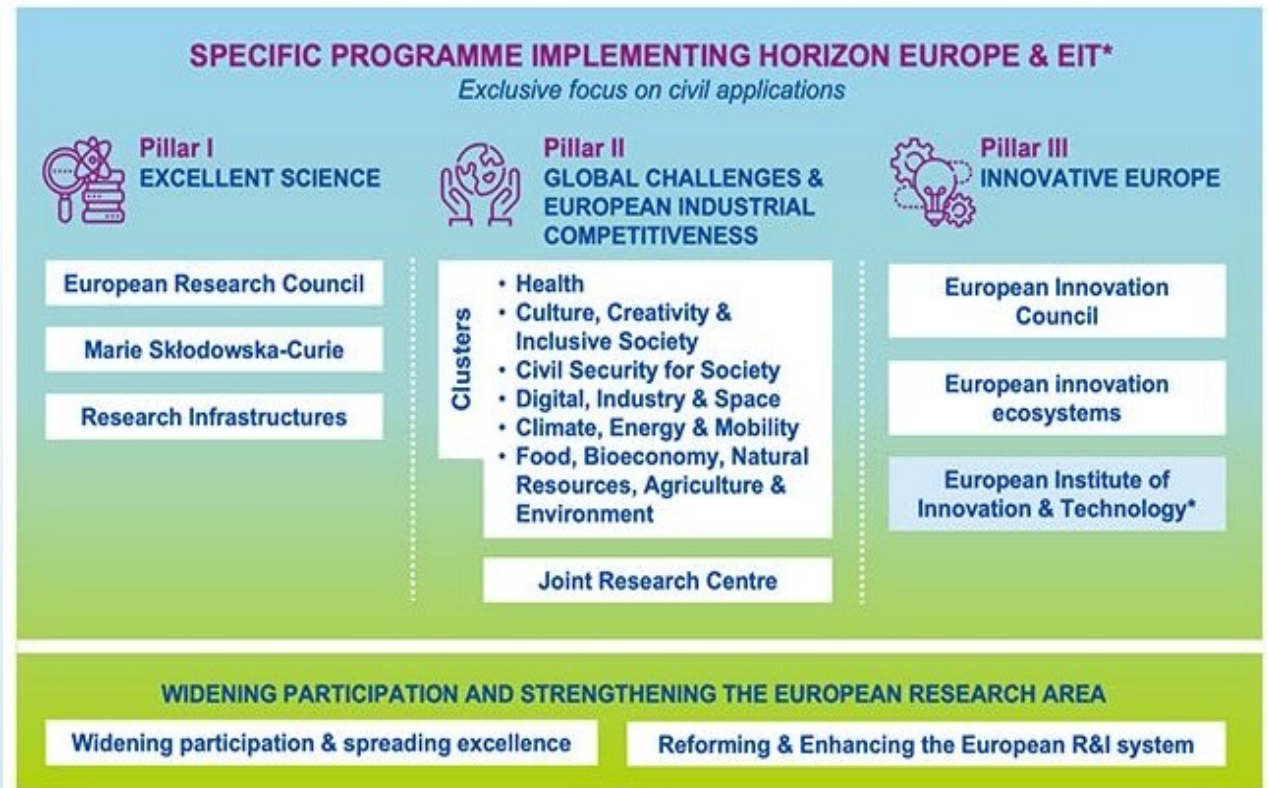 SPECIFIC PROGRAMME IMPLEMENTING HORIZON EUROPE & EIT*
Exclusive focus on civil applications
Pillar I
EXCELLENT SCIENCE
European Research Council
Marie Skłodowska-Curie
Research Infrastructures
Pillar II
GLOBAL CHALLENGES &
EUROPEAN INDUSTRIAL
COMPETITIVENESS
Clusters
• Health
• Culture, Creativity &
Inclusive Society
• Civil Security for Society
• Digital, Industry & Space
• Climate, Energy & Mobility
• Food, Bioeconomy, Natural
Resources, Agriculture &
Environment
Joint Research Centre
Pillar III
INNOVATIVE EUROPE
European Innovation
Council
European innovation
ecosystems
European Institute of
Innovation & Technology*
WIDENING PARTICIPATION AND STRENGTHENING THE EUROPEAN RESEARCH AREA
Widening participation & spreading excellence
Reforming & Enhancing the European R&I system